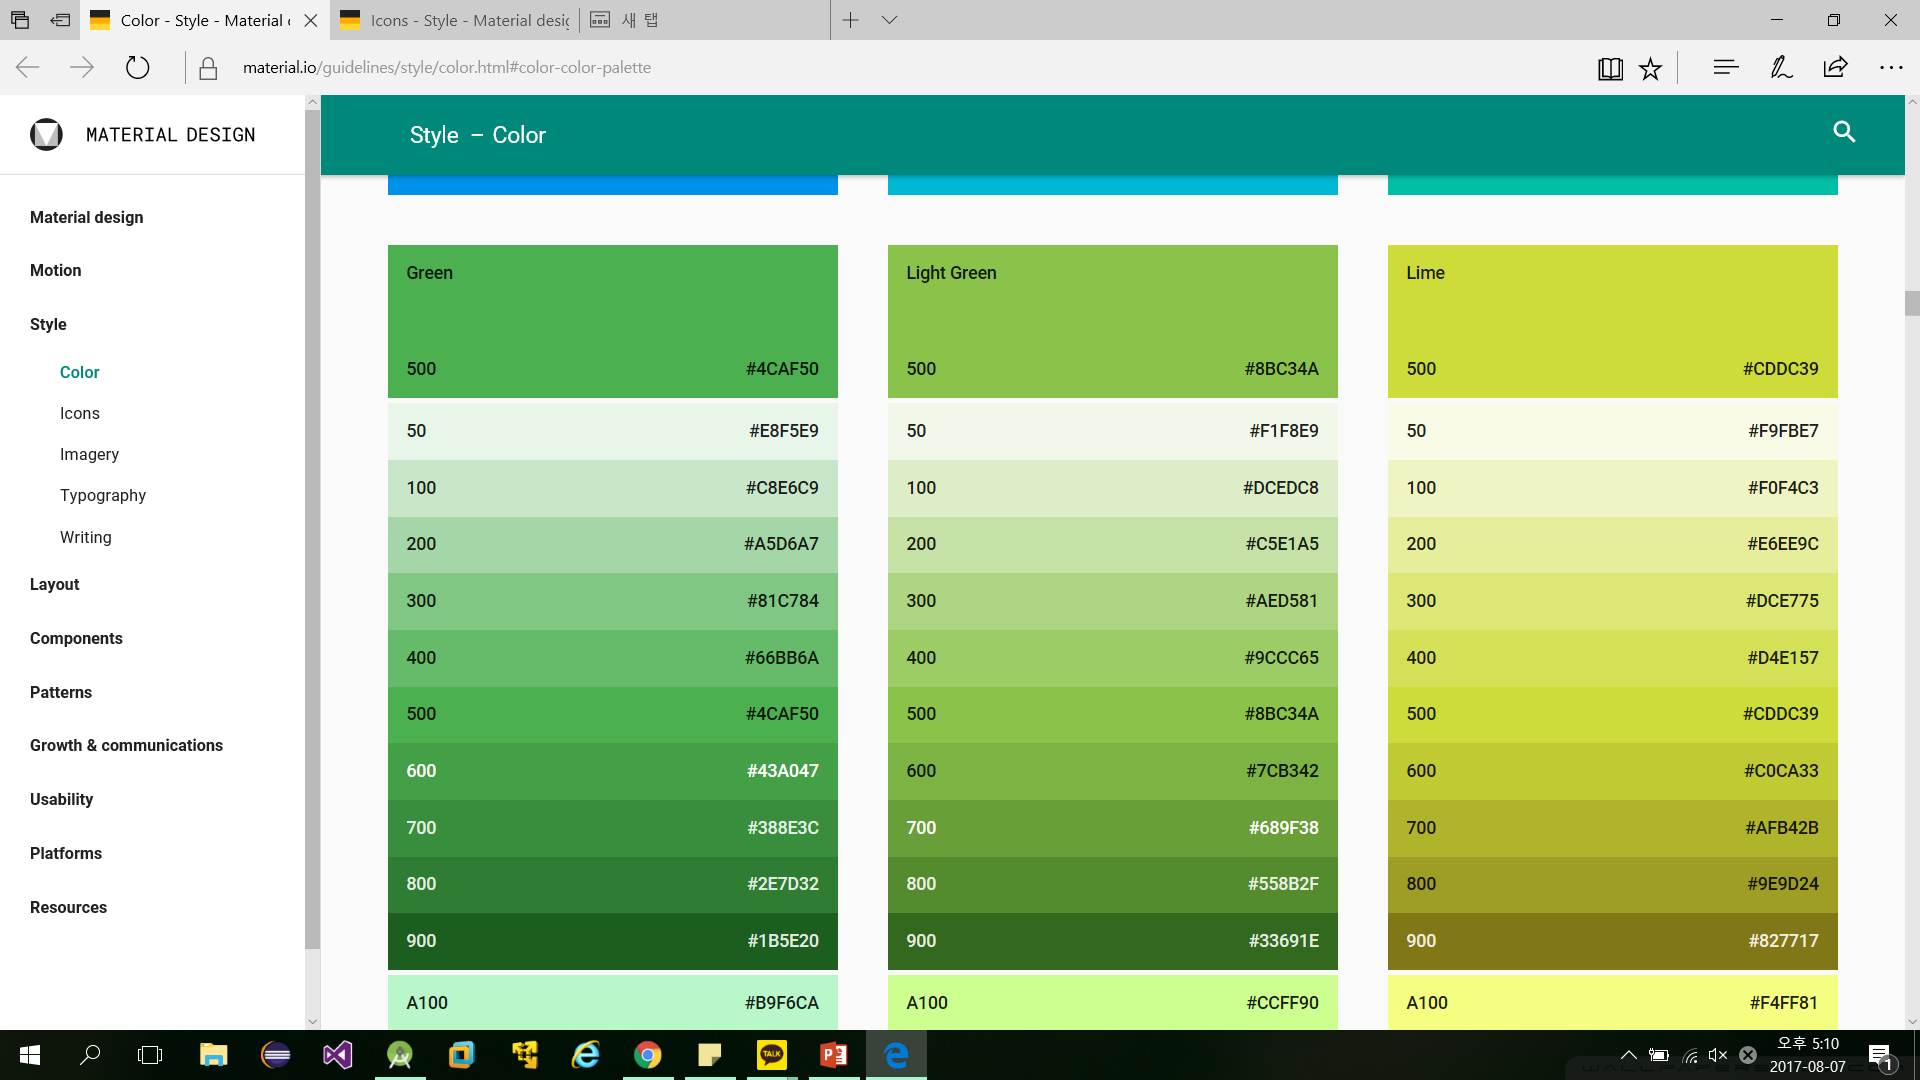 Color - Style - Material d
Icons - Style - Material desig
새 탭
material.io/guidelines/style/color.html#color-color-palette
MATERIAL DESIGN
Style – Color
Material design
Motion
Style
Color
Icons
Imagery
Typography
Writing
Layout
Components
Patterns
Growth & communications
Usability
Platforms
Resources
Green
500 #4CAF50
50 #E8F5E9
100 #C8E6C9
200 #A5D6A7
300 #81C784
400 #66BB6A
500 #4CAF50
600 #43A047
700 #388E3C
800 #2E7D32
900 #1B5E20
A100 #B9F6CA
Light Green
500 #8BC34A
50 #F1F8E9
100 #DCEDC8
200 #C5E1A5
300 #AED581
400 #9CCC65
500 #8BC34A
600 #7CB342
700 #689F38
800 #558B2F
900 #33691E
A100 #CCFF90
Lime
500 #CDDC39
50 #F9FBE7
100 #F0F4C3
200 #E6EE9C
300 #DCE775
400 #D4E157
500 #CDDC39
600 #C0CA33
700 #AFB42B
800 #9E9D24
900 #827717
A100 #F4FF81
TALK
오후 5:10
2017-08-07
1